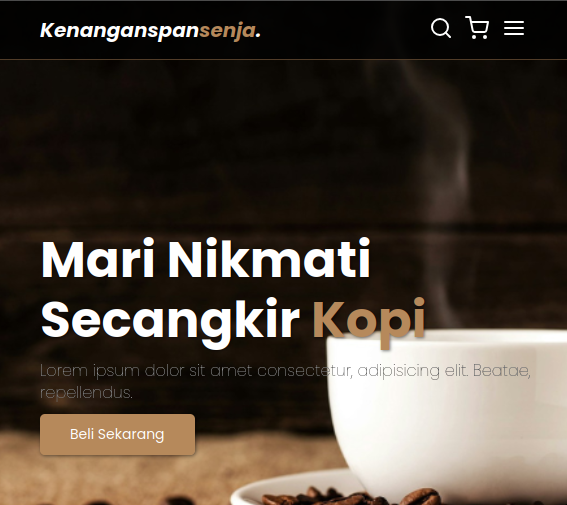 Kenanganspansenja.
Mari Nikmati
Secangkir Kopi
Lorem ipsum dolor sit amet consectetur, adipisicing elit. Beatae,
repellendus.
Beli Sekarang